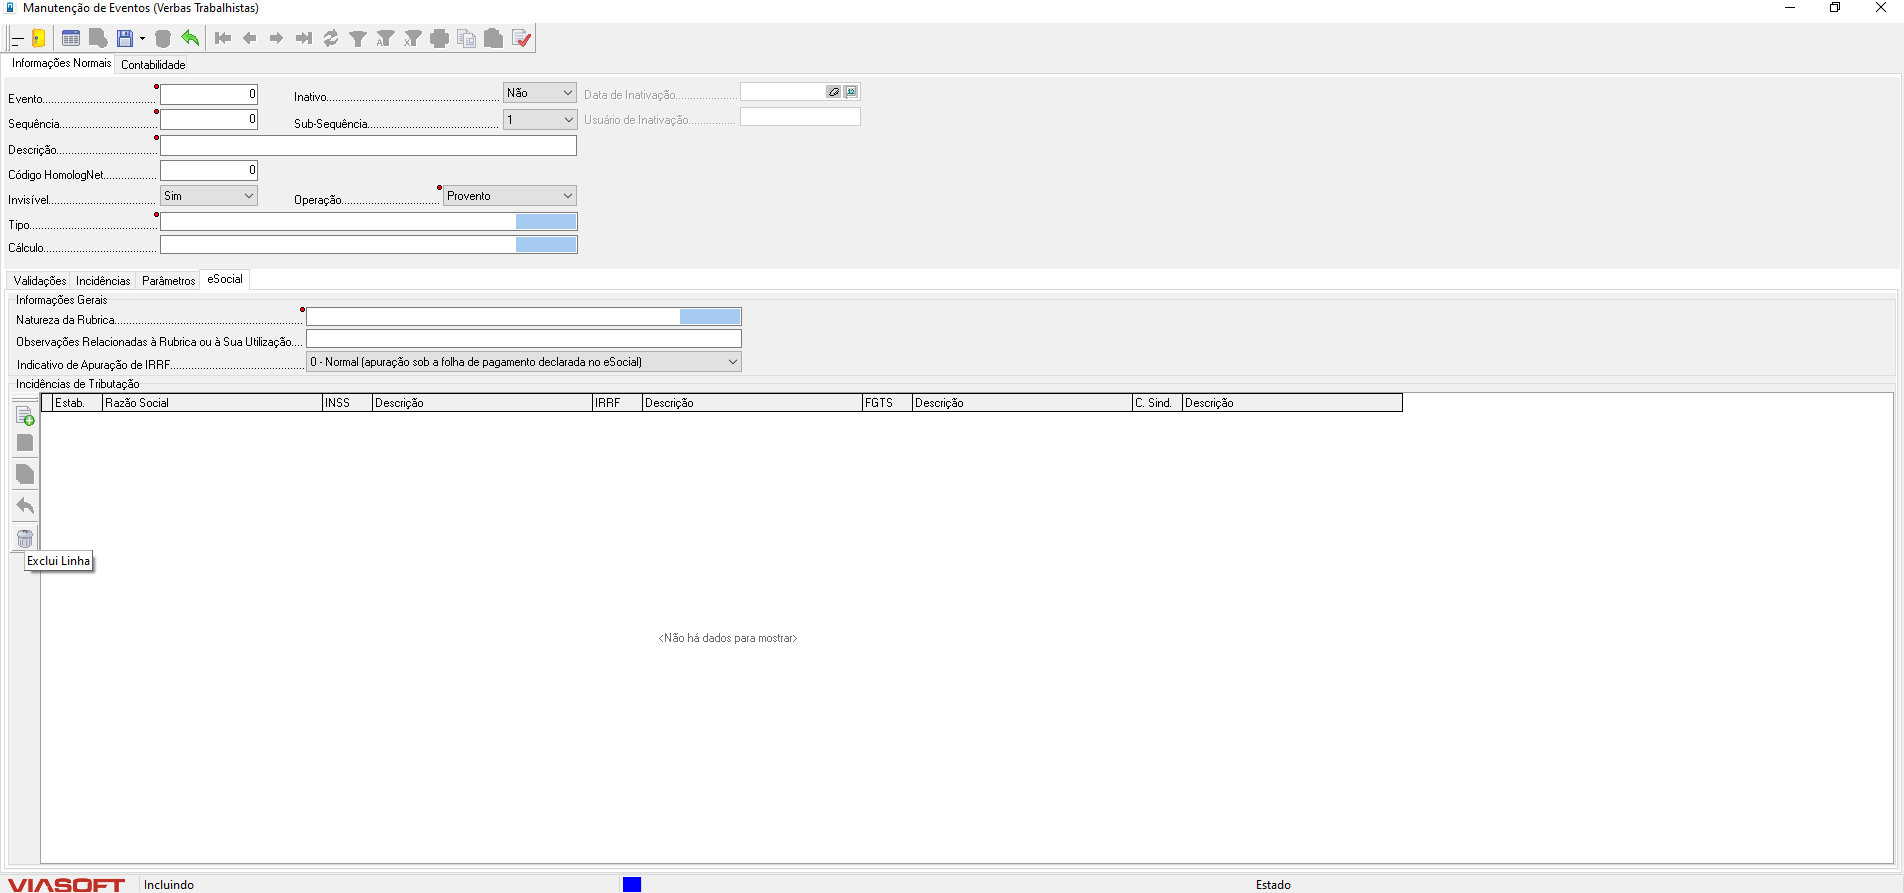 Manutenção de Eventos (Verbas Trabalhistas)
Informações Normais Contabilidade
Evento 0 Inativo Não Data de Inativação
Sequência 0 Sub-Sequência 1 Usuário de Inativação
Descrição
Código HomologNet 0
Invisível Sim Operação Provento
Tipo
Cálculo
Validações Incidências Parâmetros eSocial
Informações Gerais
Natureza da Rubrica
Observações Relacionadas à Rubrica ou à Sua Utilização
Indicativo de Apuração de IRRF 0 - Normal (apuração sob a folha de pagamento declarada no eSocial)
Incidências de Tributação
Estab. Razão Social INSS Descrição IRRF Descrição FGTS Descrição C. Sind. Descrição
Exclui Linha
<Não há dados para mostrar>
VIASOFT Incluindo Estado